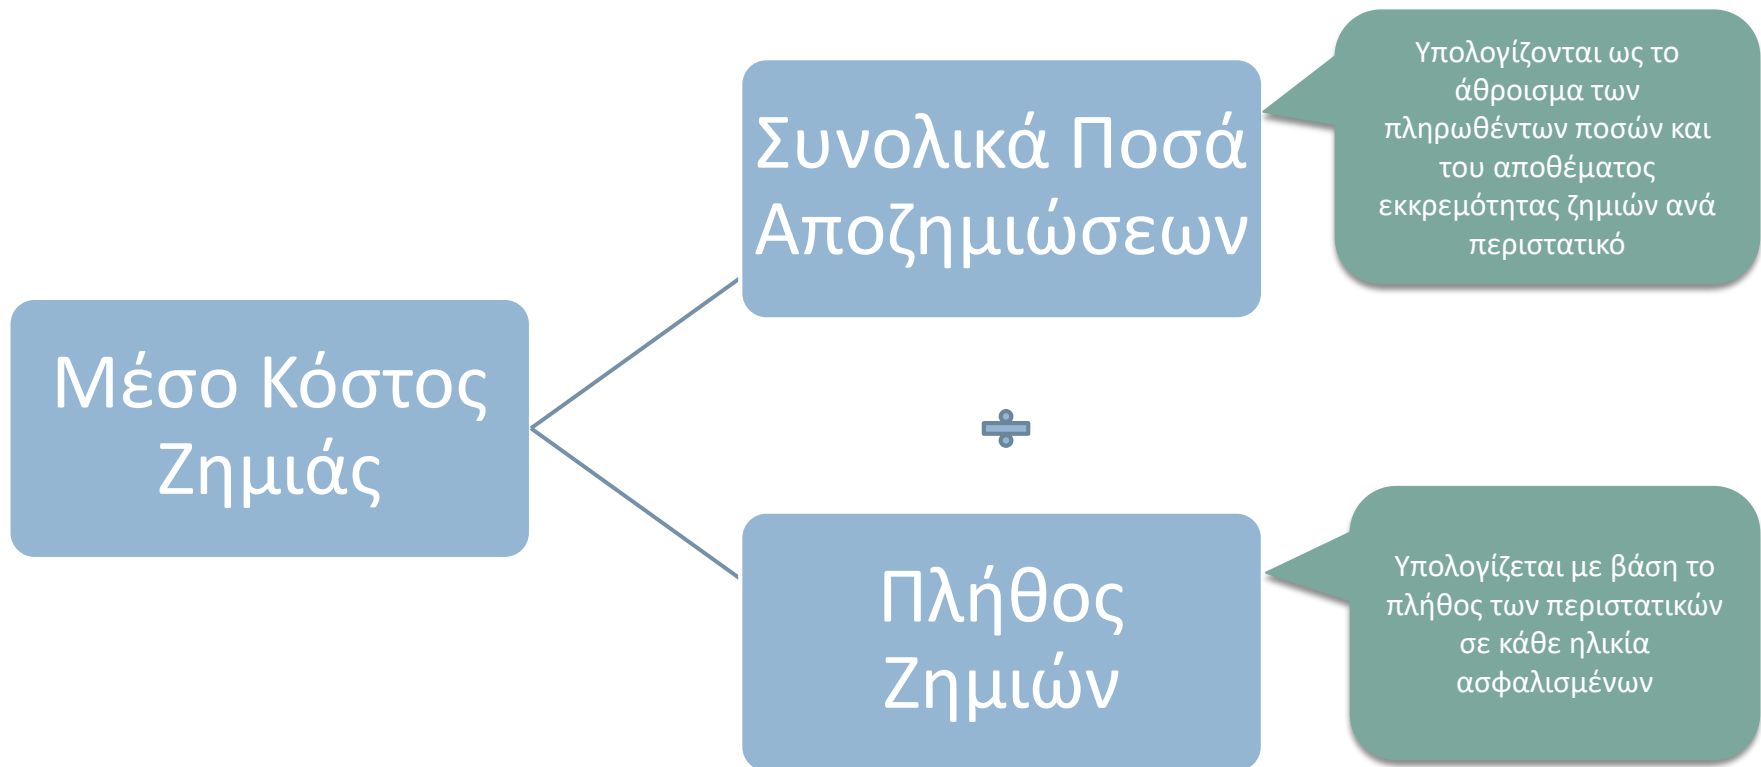 Μέσο Κόστος
Ζημιάς
Συνολικά Ποσά
Αποζημιώσεων
Υπολογίζονται ως το
άθροισμα των
πληρωθέντων ποσών και
του αποθέματος
εκκρεμότητας ζημιών ανά
περιστατικό
÷
Πλήθος
Ζημιών
Υπολογίζεται με βάση το
πλήθος των περιστατικών
σε κάθε ηλικία
ασφαλισμένων